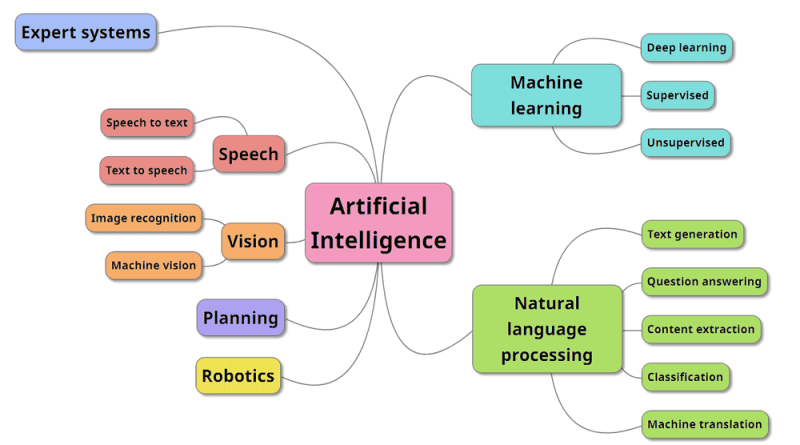 Expert systems
Speech to text
Speech
Text to speech
Image recognition
Vision
Machine vision
Planning
Robotics
Artificial
Intelligence
Machine
learning
Deep learning
Supervised
Unsupervised
Natural
language
processing
Text generation
Question answering
Content extraction
Classification
Machine translation